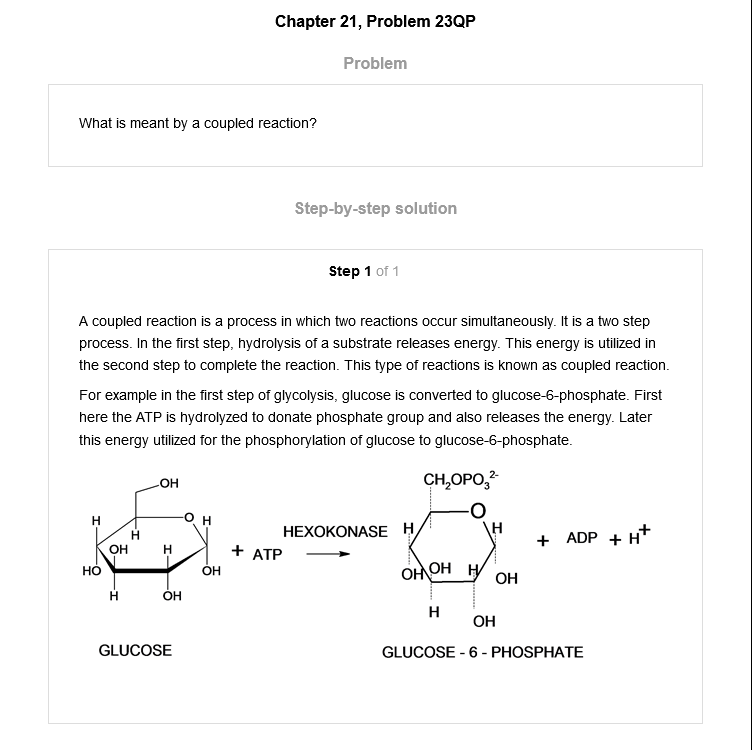 Chapter 21, Problem 23QP
Problem
What is meant by a coupled reaction?
Step-by-step solution
Step 1 of 1
A coupled reaction is a process in which two reactions occur simultaneously. It is a two step
process. In the first step, hydrolysis of a substrate releases energy. This energy is utilized in
the second step to complete the reaction. This type of reactions is known as coupled reaction.
For example in the first step of glycolysis, glucose is converted to glucose-6-phosphate. First
here the ATP is hydrolyzed to donate phosphate group and also releases the energy. Later
this energy utilized for the phosphorylation of glucose to glucose-6-phosphate.
OH
O
H
H
H
OH
H
HO
OH
H
OH
+ ATP
HEXOKONASE
CH₂OPO₃²⁻
O
H
H
OH
OH
H
OH
H
OH
+ ADP + H⁺
GLUCOSE
GLUCOSE - 6 - PHOSPHATE